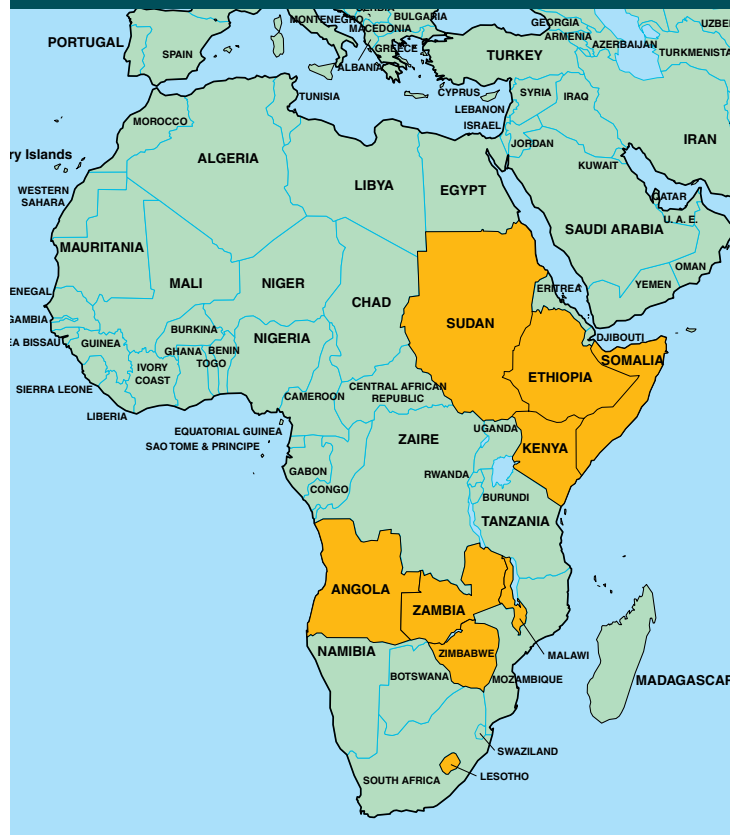 MONTENEGRO
BULGARIA
MACEDONIA
GEORGIA
UZBE
PORTUGAL
SPAIN
GREECE
ALBANIA
TURKEY
ARMENIA
AZERBAIJAN
TURKMENISTA
TUNISIA
CYPRUS
LEBANON
ISRAEL
SYRIA
IRAQ
IRAN
MOROCCO
JORDAN
KUWAIT
ry Islands
ALGERIA
LIBYA
EGYPT
QATAR
U. A. E.
WESTERN
SAHARA
SAUDI ARABIA
OMAN
YEMEN
MAURITANIA
MALI
NIGER
CHAD
SUDAN
ERITREA
ENEGAL
GAMBIA
EA BISSAU
GUINEA
BURKINA
GHANA
BENIN
TOGO
IVORY
COAST
NIGERIA
DJIBOUTI
SOMALIA
ETHIOPIA
SIERRA LEONE
LIBERIA
CAMEROON
CENTRAL AFRICAN
REPUBLIC
EQUATORIAL GUINEA
SAO TOME & PRINCIPE
ZAIRE
UGANDA
KENYA
GABON
CONGO
RWANDA
BURUNDI
TANZANIA
ANGOLA
ZAMBIA
NAMIBIA
ZIMBABWE
MALAWI
BOTSWANA
MOZAMBIQUE
MADAGASCAR
SWAZILAND
SOUTH AFRICA
LESOTHO